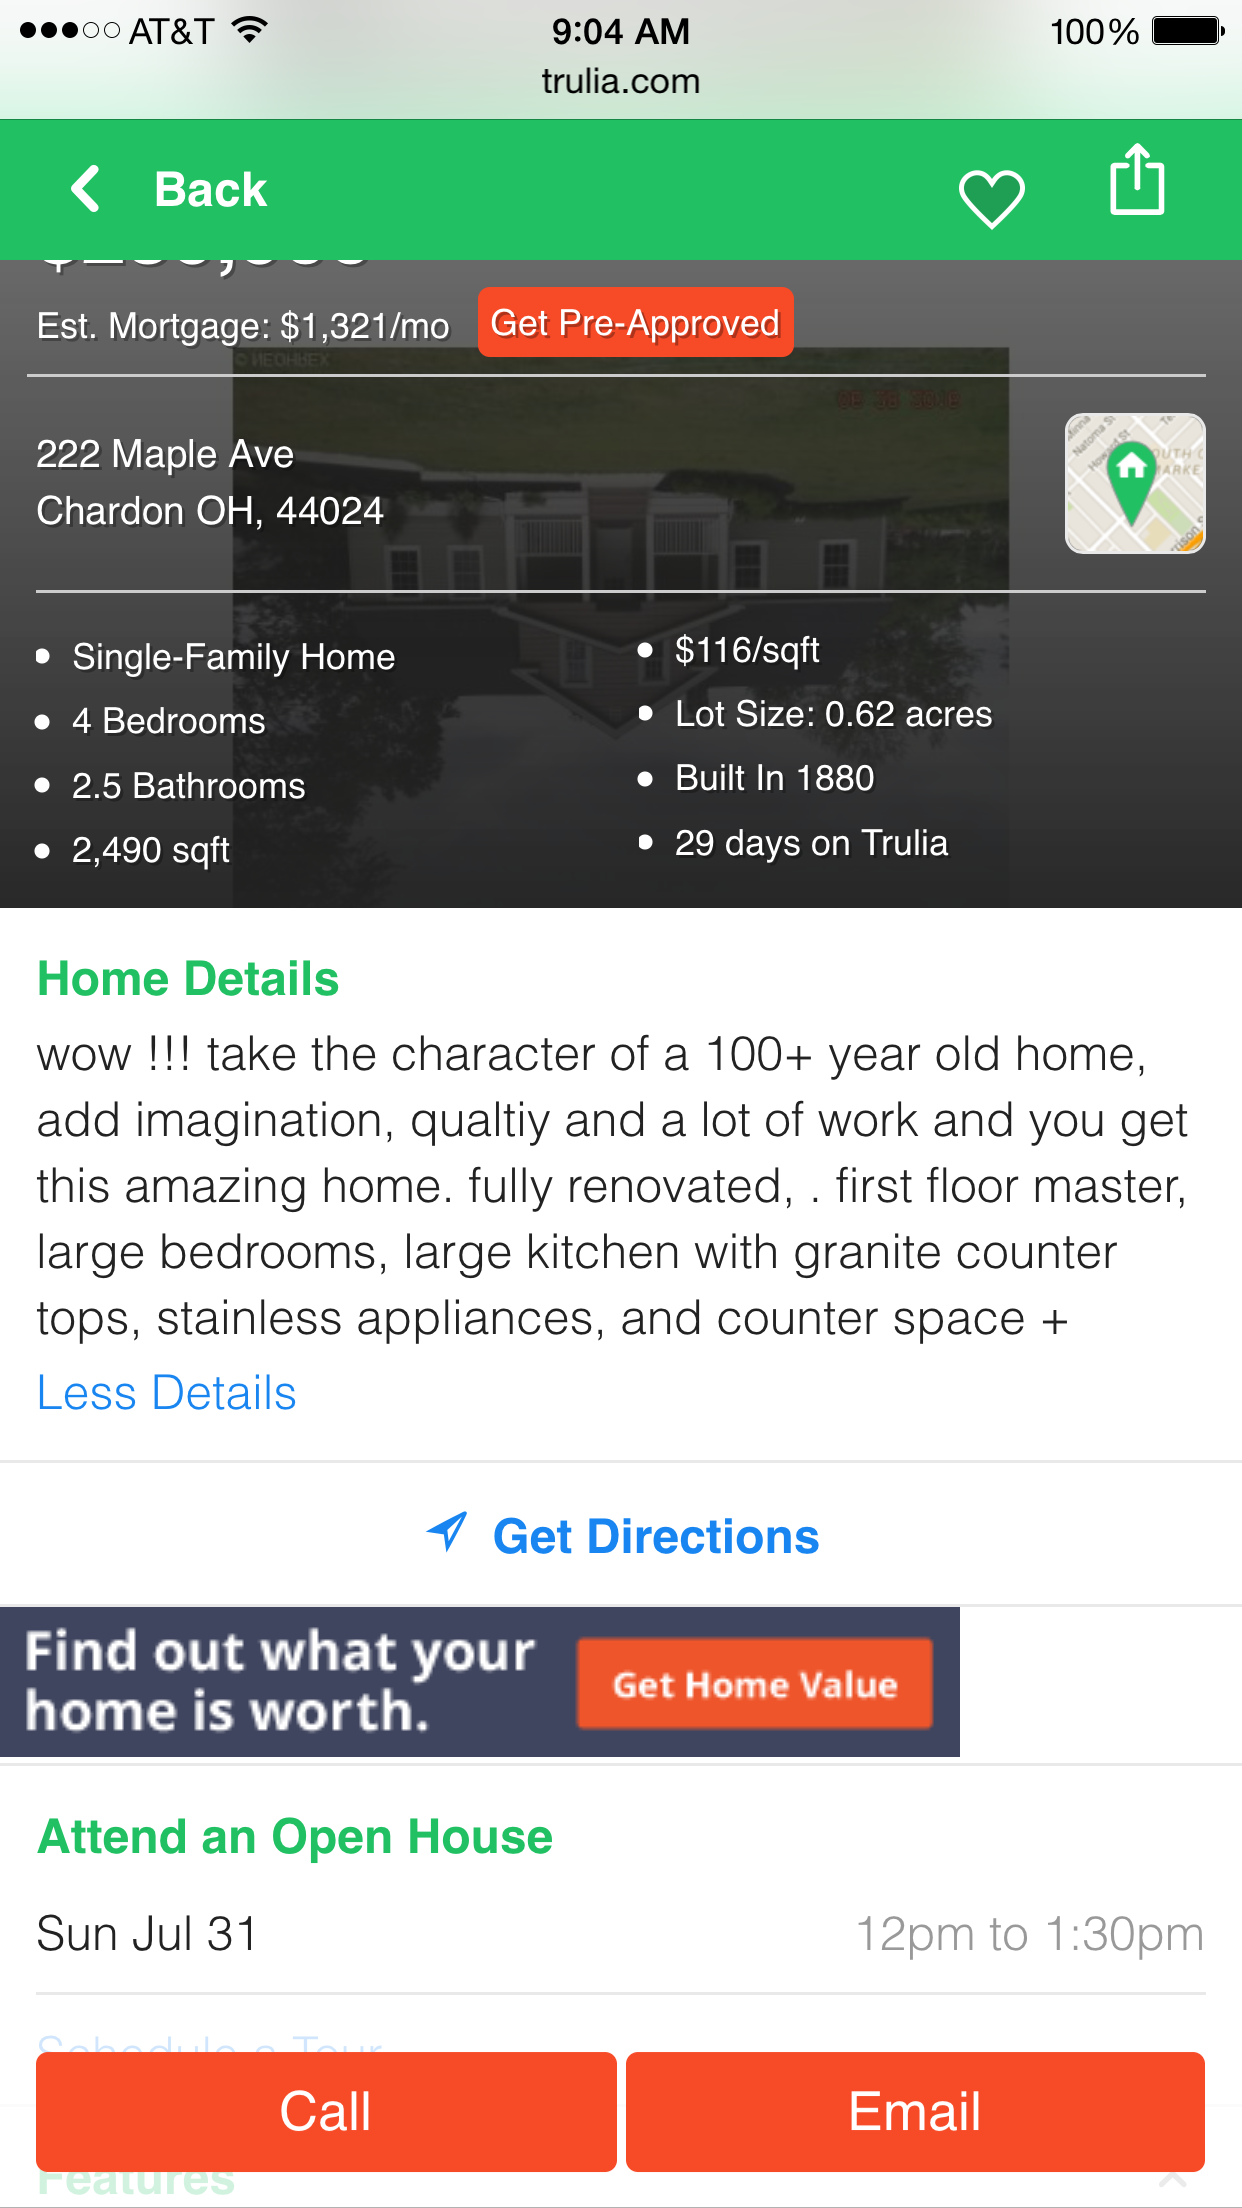 AT&T 9:04 AM 100%
trulia.com
Back
Est. Mortgage: $1,321/mo Get Pre-Approved
222 Maple Ave
Chardon OH, 44024
Single-Family Home
4 Bedrooms
2.5 Bathrooms
2,490 sqft
$116/sqft
Lot Size: 0.62 acres
Built In 1880
29 days on Trulia
Home Details
wow !!! take the character of a 100+ year old home,
add imagination, qualtiy and a lot of work and you get
this amazing home. fully renovated, . first floor master,
large bedrooms, large kitchen with granite counter
tops, stainless appliances, and counter space +
Less Details
Get Directions
Find out what your
home is worth.
Get Home Value
Attend an Open House
Sun Jul 31 12pm to 1:30pm
Schedule a Tour
Call Email
Features